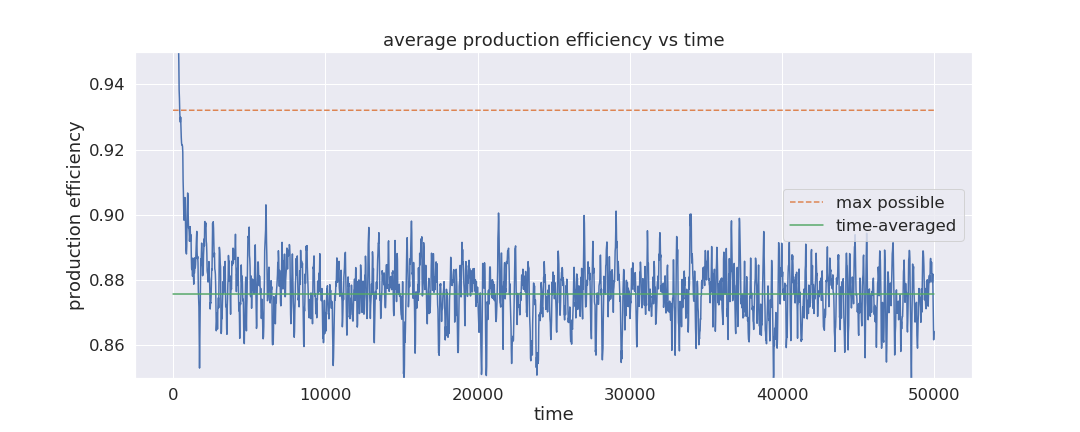 average production efficiency vs time
production efficiency
0.94
0.92
0.90
0.88
0.86
max possible
time-averaged
0
10000
20000
30000
40000
50000
time